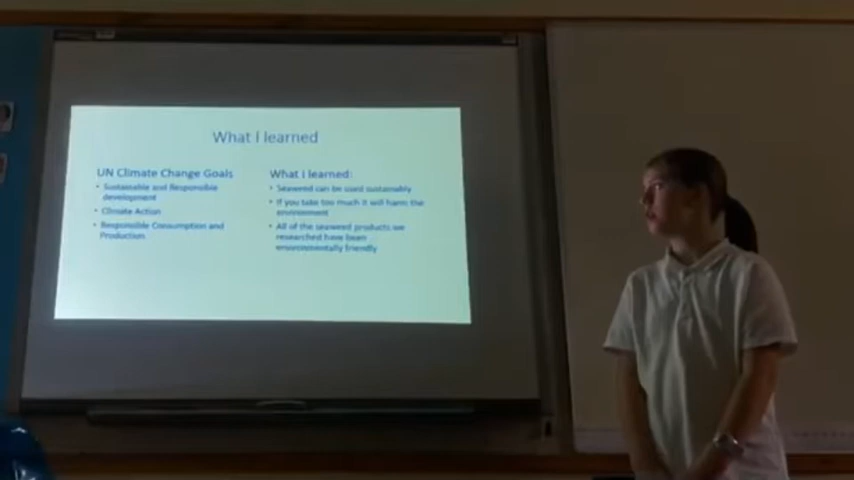 What I learned
UN Climate Change Goals
• Sustainable and Responsible
development
• Climate Action
• Responsible Consumption and
Production
What I learned:
• Seaweed can be used sustainably
• If you take too much it will harm the
environment
• All of the seaweed products we
researched have been
environmentally friendly